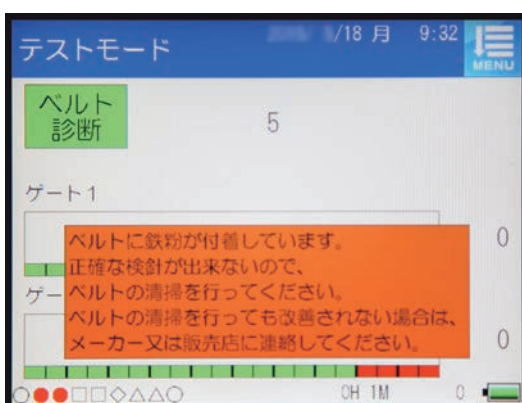 テストモード
/18 月 9:32
MENU
ベルト
診断
5
ゲート1
0
ベルトに鉄粉が付着しています。
正確な検針が出来ないので、
ベルトの清掃を行ってください。
ベルトの清掃を行っても改善されない場合は、
メーカー又は販売店に連絡してください。
ゲー
0
0H 1M
0